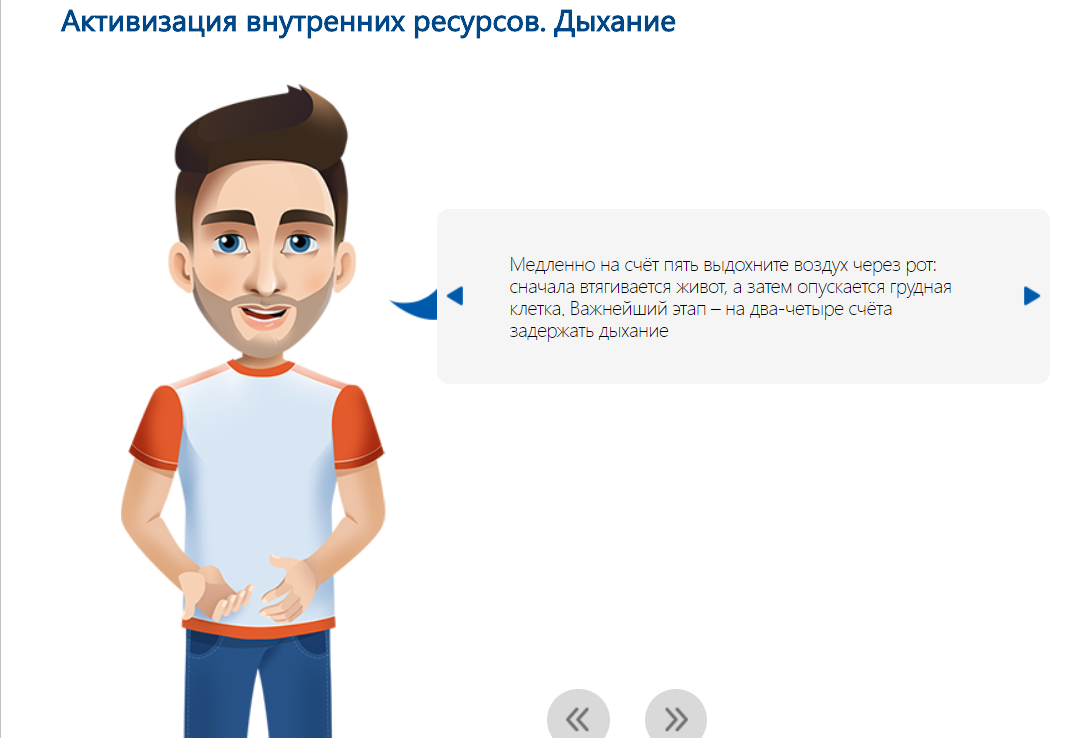 Активизация внутренних ресурсов. Дыхание
Медленно на счёт пять выдохните воздух через рот:
сначала втягивается живот, а затем опускается грудная
клетка. Важнейший этап – на два-четыре счёта
задержать дыхание